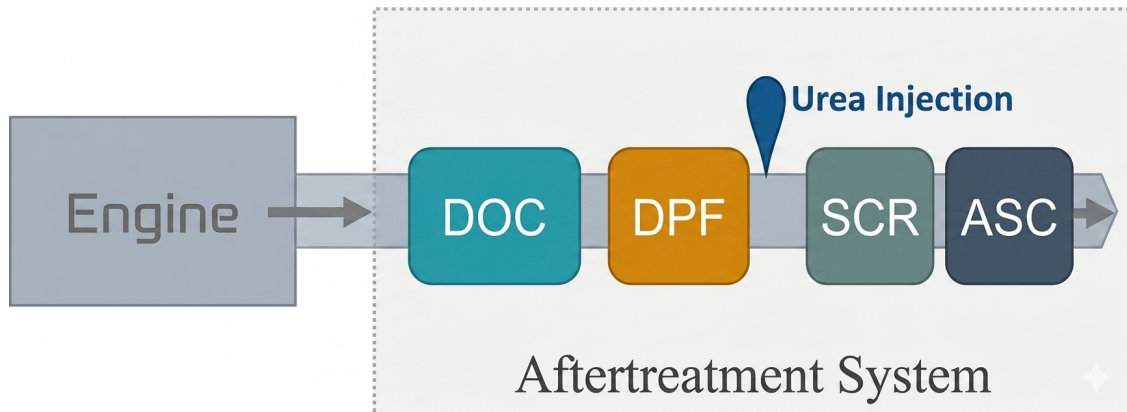 Urea Injection
Engine
DOC
DPF
SCR
ASC
Aftertreatment System